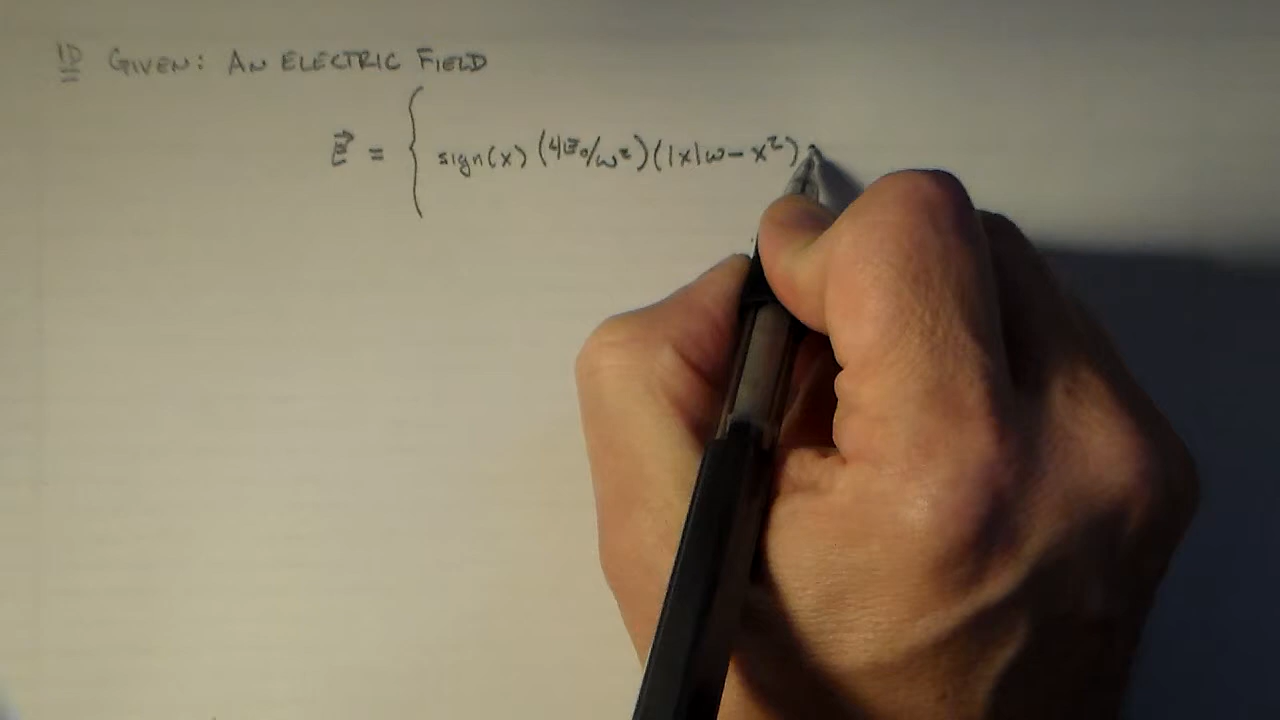 1D GIVEN: AN ELECTRIC FIELD
E⃗ = { sign(x) (4E₀/w²)(|x|w − x²)